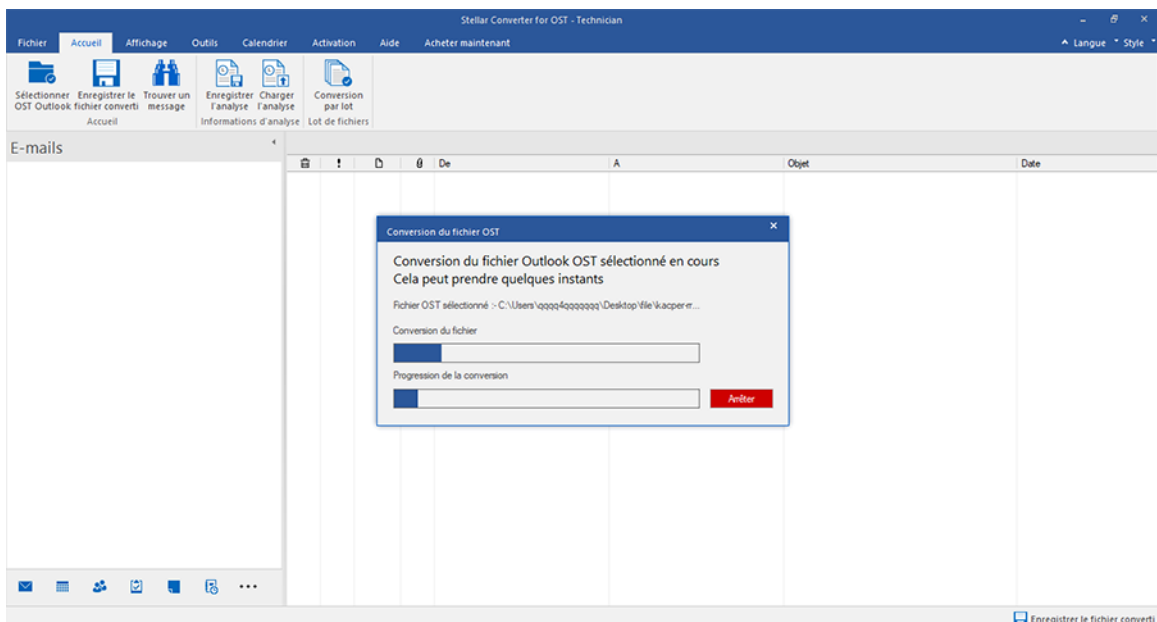 Stellar Converter for OST - Technician
Fichier Accueil Affichage Outils Calendrier Activation Aide Acheter maintenant Langue Style
Sélectionner OST Outlook
Enregistrer le fichier converti
Trouver un message
Enregistrer l'analyse
Charger l'analyse
Conversion par lot
Accueil Informations d'analyse Lot de fichiers
E-mails
De A Objet Date
Conversion du fichier OST
Conversion du fichier Outlook OST sélectionné en cours
Cela peut prendre quelques instants
Fichier OST sélectionné :- C:\Users\qqqq4qqqqqqq\Desktop\file\kacper-
Conversion du fichier
Progression de la conversion
Arrêter
Enregistrer le fichier converti